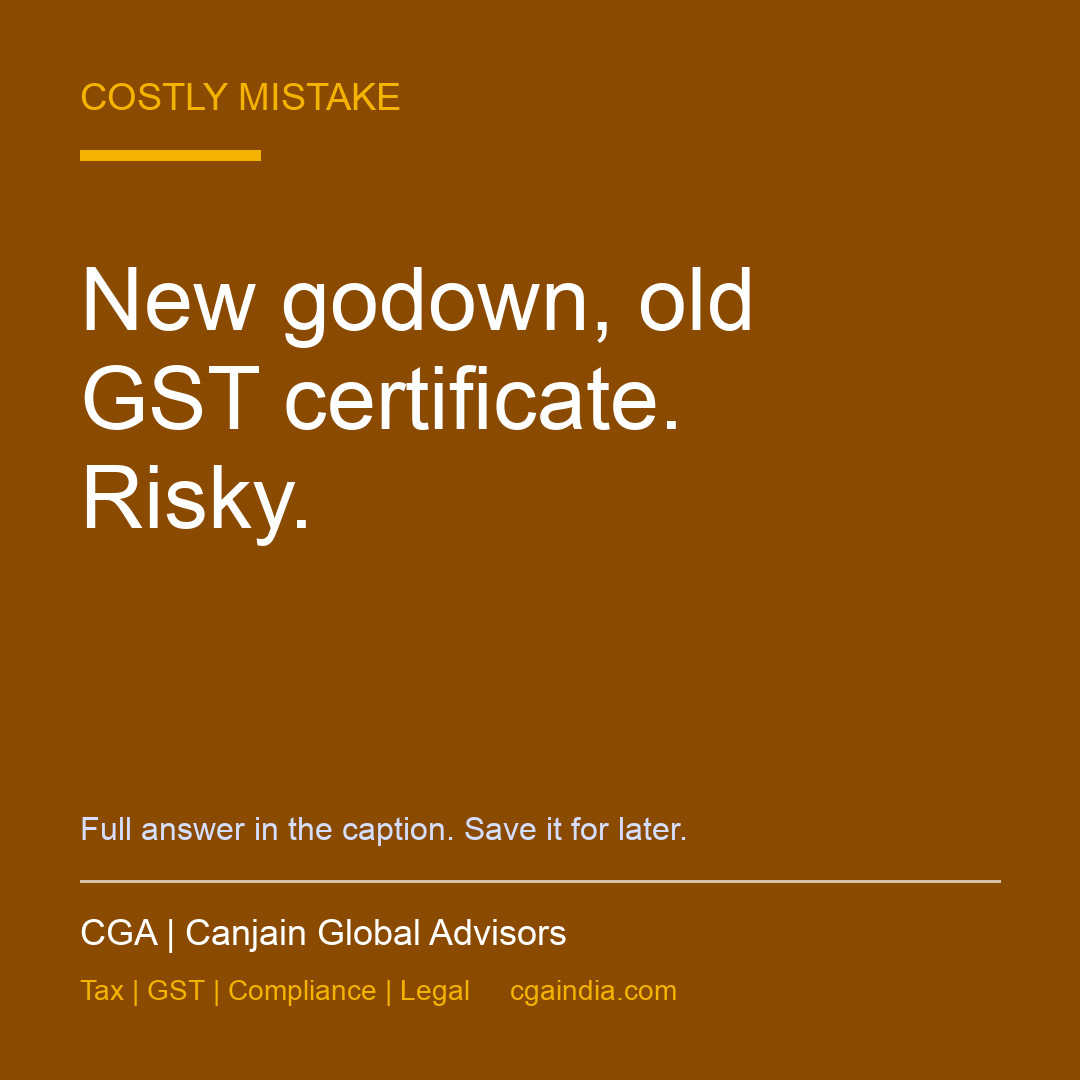 COSTLY MISTAKE
New godown, old
GST certificate.
Risky.
Full answer in the caption. Save it for later.
CGA | Canjain Global Advisors
Tax | GST | Compliance | Legal cgaindia.com